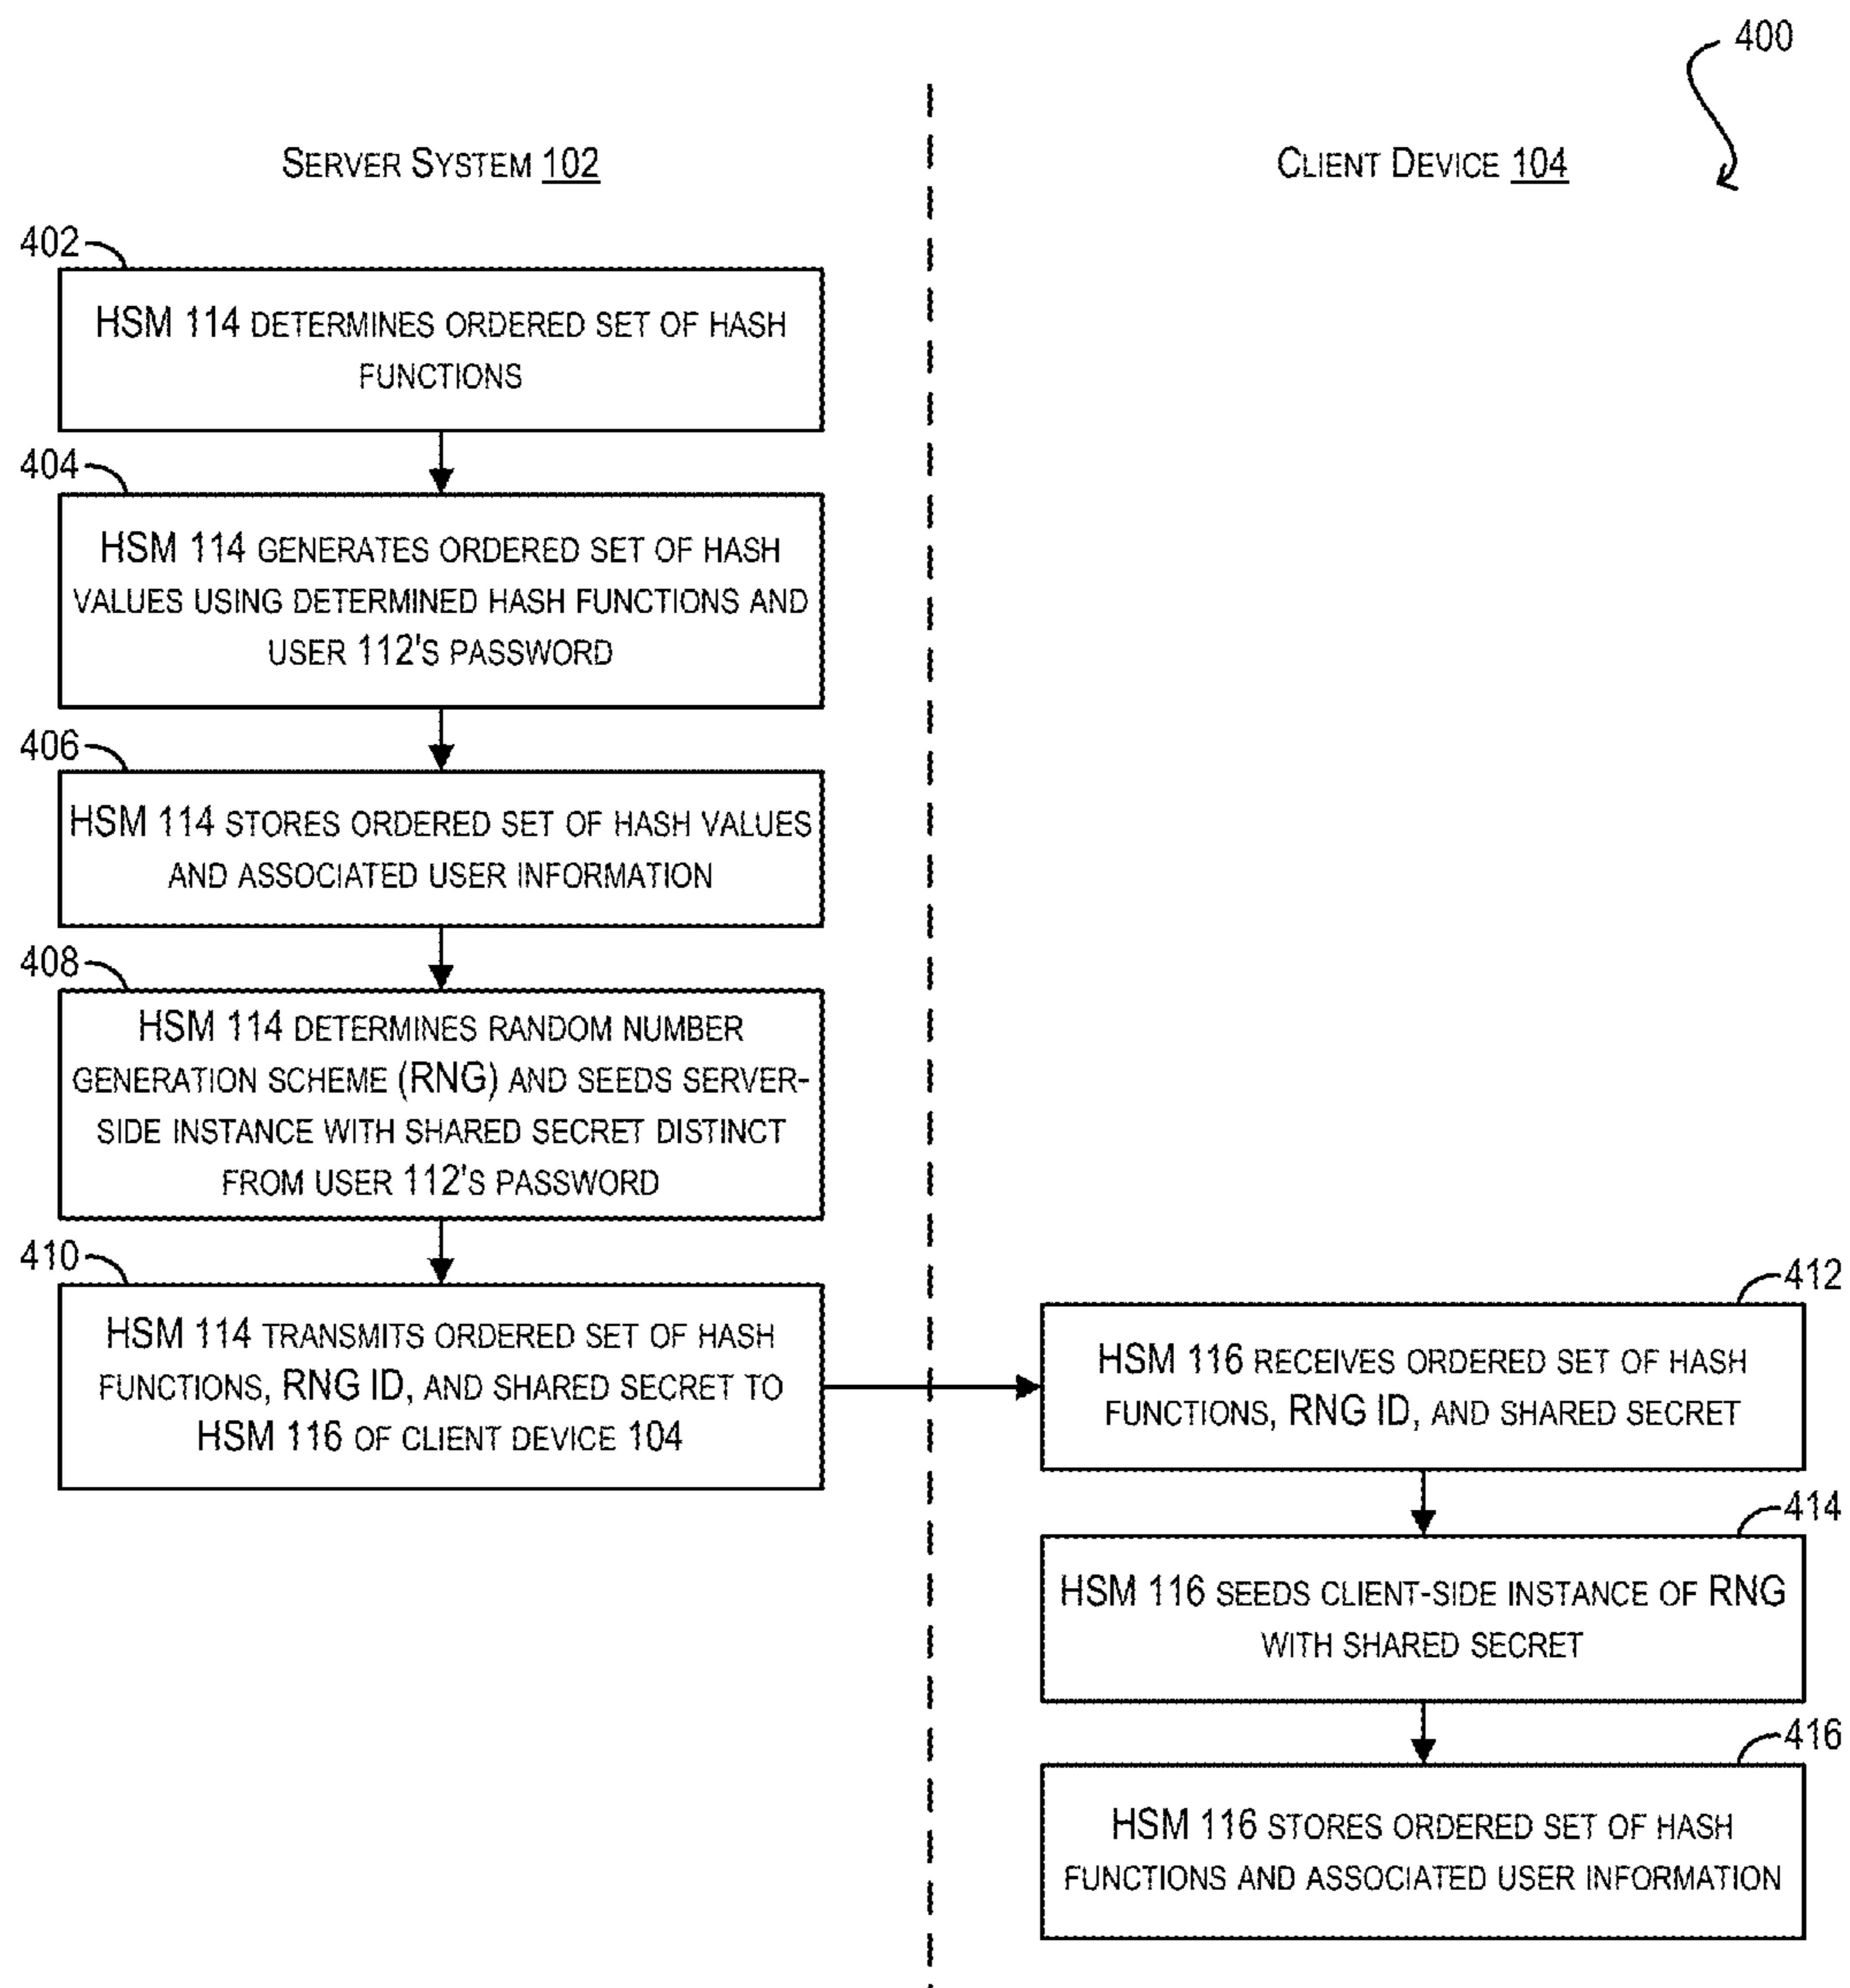 400
SERVER SYSTEM 102
CLIENT DEVICE 104
402
HSM 114 DETERMINES ORDERED SET OF HASH
FUNCTIONS
404
HSM 114 GENERATES ORDERED SET OF HASH
VALUES USING DETERMINED HASH FUNCTIONS AND
USER 112'S PASSWORD
406
HSM 114 STORES ORDERED SET OF HASH VALUES
AND ASSOCIATED USER INFORMATION
408
HSM 114 DETERMINES RANDOM NUMBER
GENERATION SCHEME (RNG) AND SEEDS SERVER-
SIDE INSTANCE WITH SHARED SECRET DISTINCT
FROM USER 112'S PASSWORD
410
HSM 114 TRANSMITS ORDERED SET OF HASH
FUNCTIONS, RNG ID, AND SHARED SECRET TO
HSM 116 OF CLIENT DEVICE 104
412
HSM 116 RECEIVES ORDERED SET OF HASH
FUNCTIONS, RNG ID, AND SHARED SECRET
414
HSM 116 SEEDS CLIENT-SIDE INSTANCE OF RNG
WITH SHARED SECRET
416
HSM 116 STORES ORDERED SET OF HASH
FUNCTIONS AND ASSOCIATED USER INFORMATION